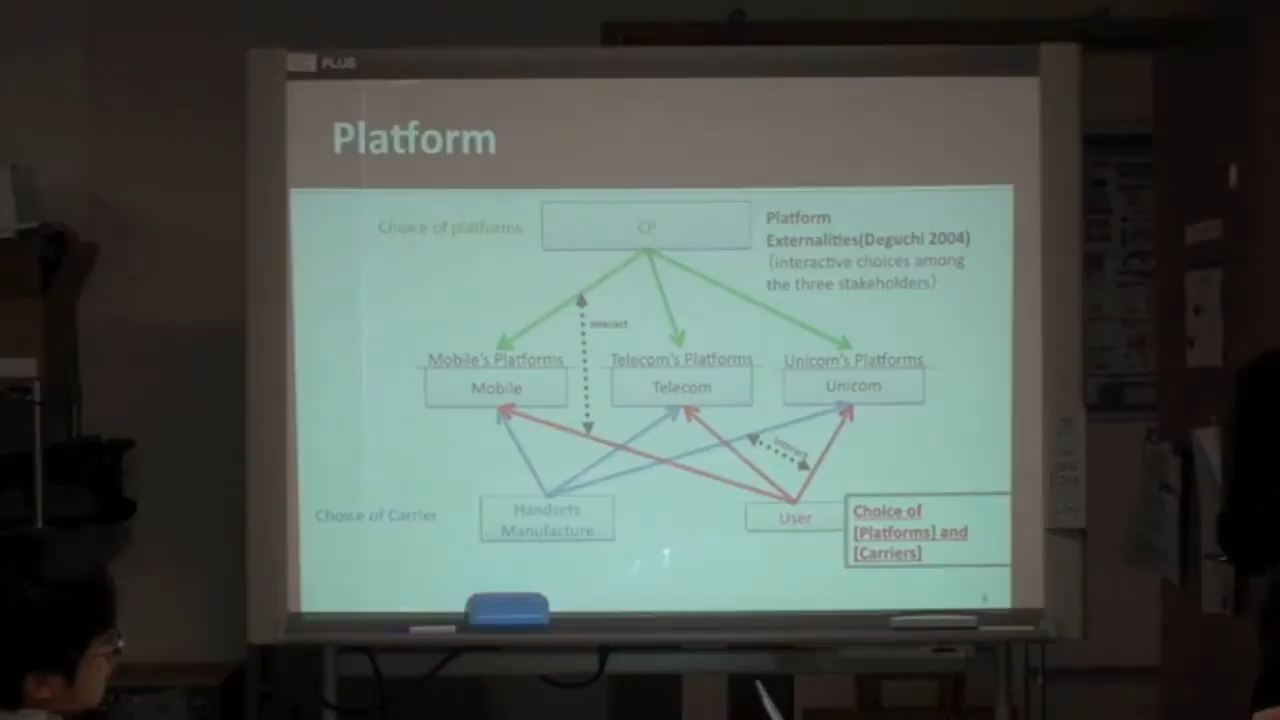 PLUS
Platform
Choice of platforms
CP
Platform
Externalities(Deguchi 2004)
(interactive choices among
the three stakeholders)
interact
Mobile's Platforms
Telecom's Platforms
Unicom's Platforms
Mobile
Telecom
Unicom
interact
Choice of Carrier
Handsets
Manufacture
User
Choice of
[Platforms] and
[Carriers]